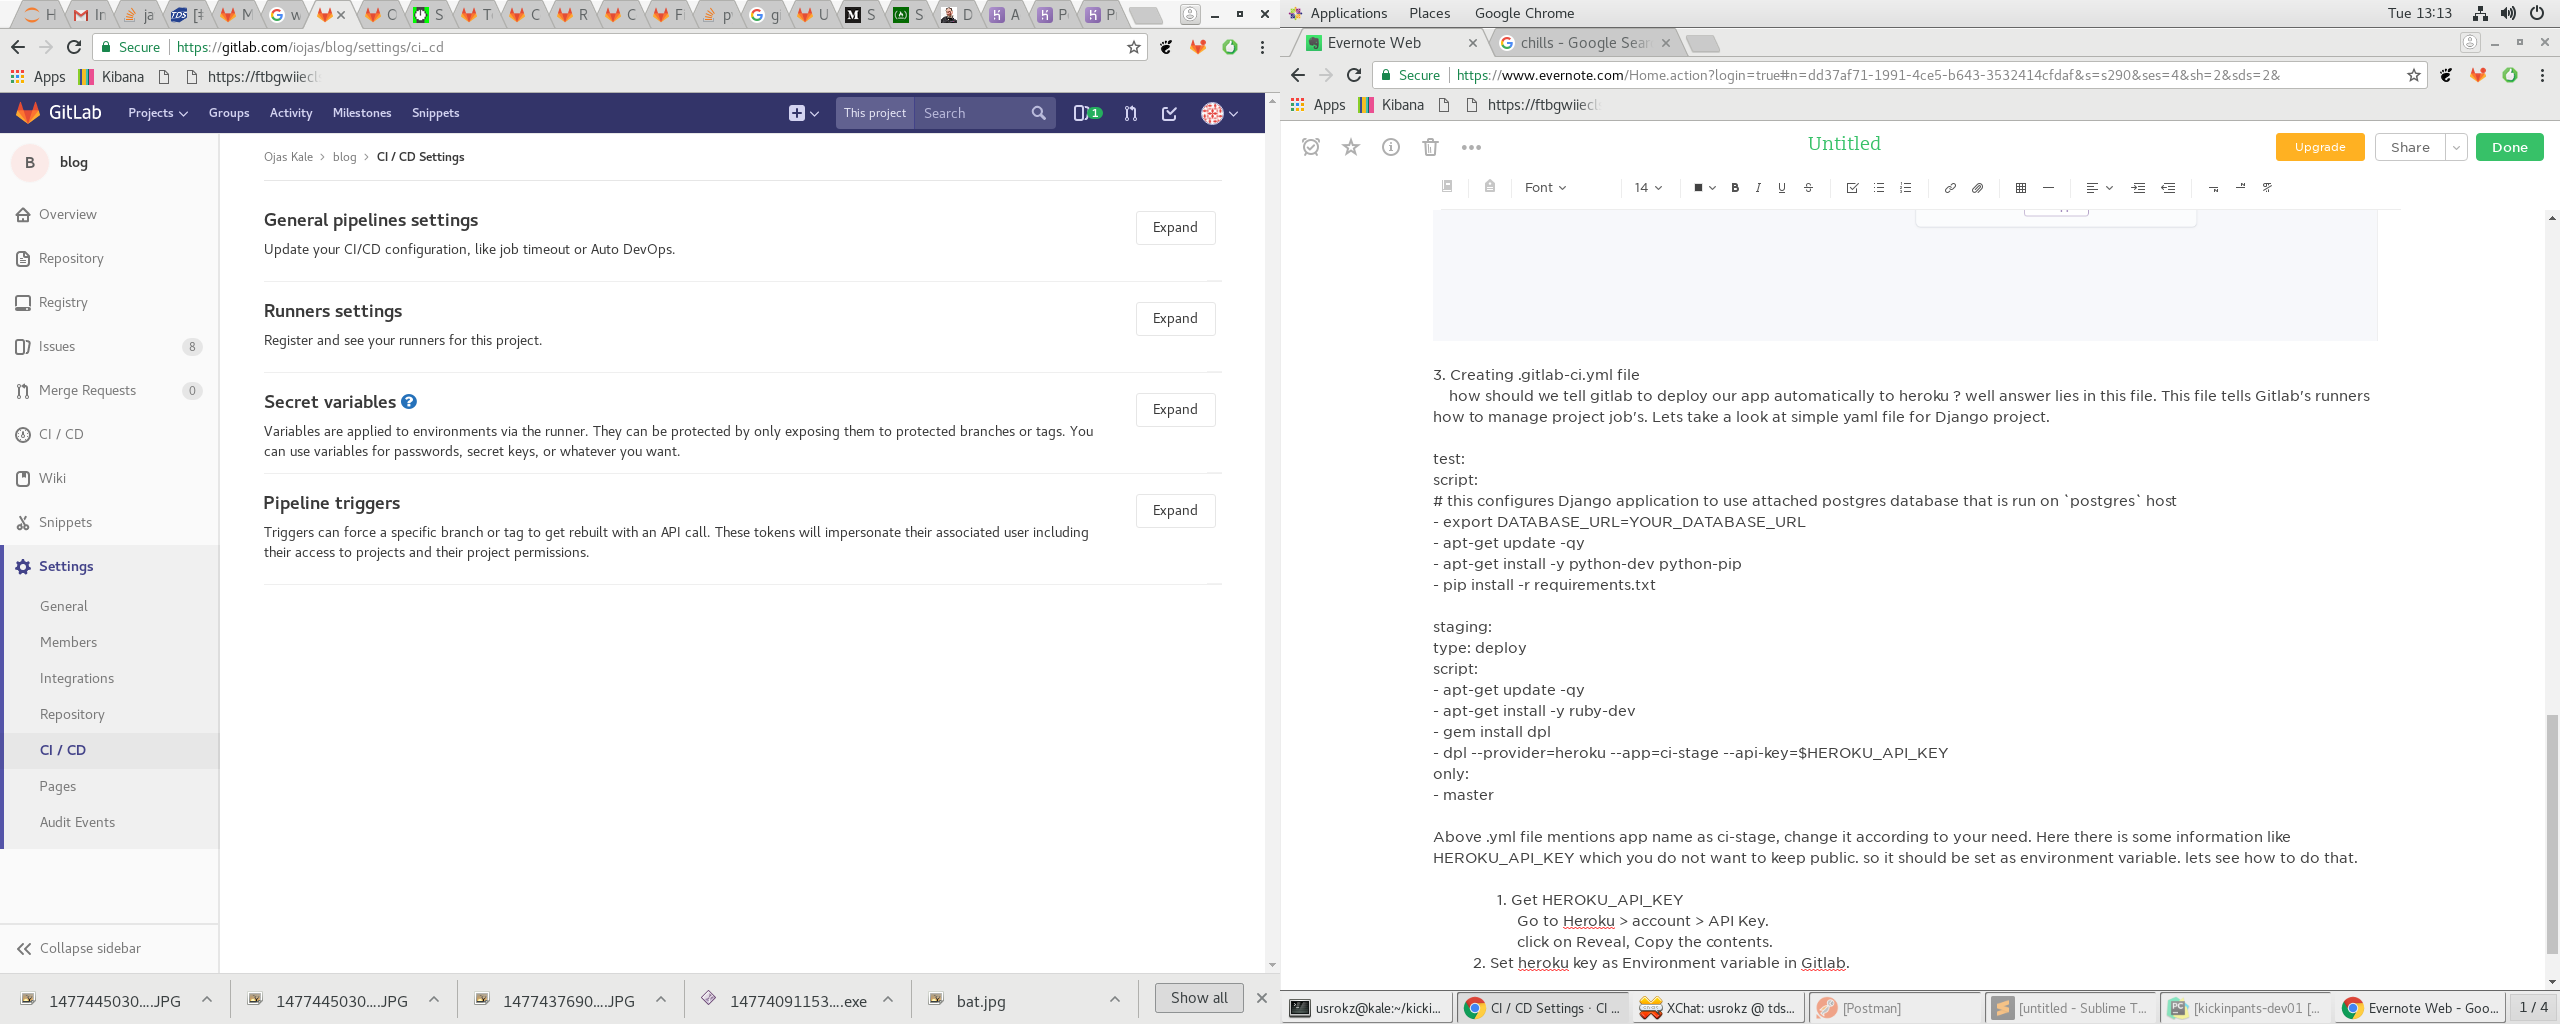 H
In
ja
[#
M
w
C
S
T
C
R
C
F
p
gi
U
S
S
D
A
P
P
Secure
https://gitlab.com/iojas/blog/settings/ci_cd
Apps
Kibana
https://ftbgwiiecl
GitLab
Projects
Groups
Activity
Milestones
Snippets
This project
Search
1
B
blog
Overview
Repository
Registry
Issues 8
Merge Requests 0
CI / CD
Wiki
Snippets
Settings
General
Members
Integrations
Repository
CI / CD
Pages
Audit Events
Collapse sidebar
Ojas Kale > blog > CI / CD Settings
General pipelines settings
Update your CI/CD configuration, like job timeout or Auto DevOps.
Expand
Runners settings
Register and see your runners for this project.
Expand
Secret variables ?
Variables are applied to environments via the runner. They can be protected by only exposing them to protected branches or tags. You
can use variables for passwords, secret keys, or whatever you want.
Expand
Pipeline triggers
Triggers can force a specific branch or tag to get rebuilt with an API call. These tokens will impersonate their associated user including
their access to projects and their project permissions.
Expand
1477445030....JPG
1477445030....JPG
1477437690....JPG
14774091153....exe
bat.jpg
Show all
Applications
Places
Google Chrome
Tue 13:13
Evernote Web
chills - Google Sear
Secure
https://www.evernote.com/Home.action?login=true#n=dd37af71-1991-4ce5-b643-3532414cfdaf&s=s290&ses=4&sh=2&sds=2&
Apps
Kibana
https://ftbgwiiecl
Untitled
Upgrade
Share
Done
Font
14
B I U S
3. Creating .gitlab-ci.yml file
how should we tell gitlab to deploy our app automatically to heroku ? well answer lies in this file. This file tells Gitlab's runners
how to manage project job's. Lets take a look at simple yaml file for Django project.
test:
script:
# this configures Django application to use attached postgres database that is run on `postgres` host
- export DATABASE_URL=YOUR_DATABASE_URL
- apt-get update -qy
- apt-get install -y python-dev python-pip
- pip install -r requirements.txt
staging:
type: deploy
script:
- apt-get update -qy
- apt-get install -y ruby-dev
- gem install dpl
- dpl --provider=heroku --app=ci-stage --api-key=$HEROKU_API_KEY
only:
- master
Above .yml file mentions app name as ci-stage, change it according to your need. Here there is some information like
HEROKU_API_KEY which you do not want to keep public. so it should be set as environment variable. lets see how to do that.
1. Get HEROKU_API_KEY
Go to Heroku > account > API Key.
click on Reveal, Copy the contents.
2. Set heroku key as Environment variable in Gitlab.
usrokz@kale:~/kicki...
CI / CD Settings · CI ...
XChat: usrokz @ tds...
[Postman]
[untitled - Sublime T...
[kickinpants-dev01 [...
Evernote Web - Goo...
1 / 4